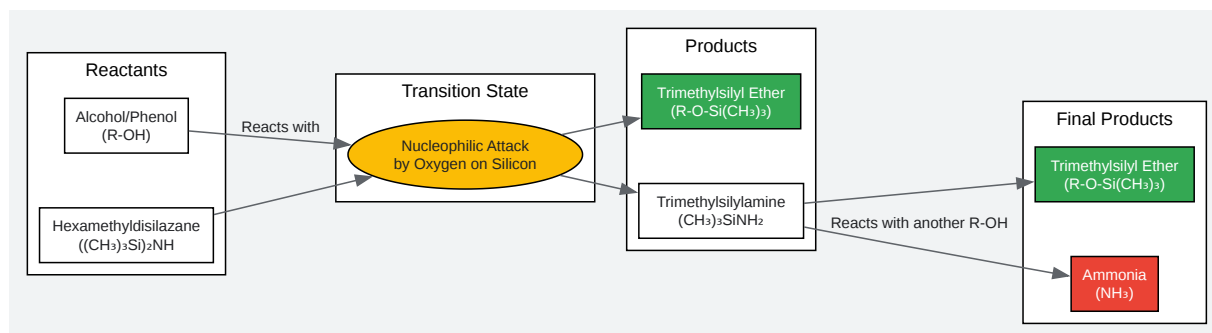 Reactants
Alcohol/Phenol
(R-OH)
Hexamethyldisilazane
((CH₃)₃Si)₂NH
Reacts with
Transition State
Nucleophilic Attack
by Oxygen on Silicon
Products
Trimethylsilyl Ether
(R-O-Si(CH₃)₃)
Trimethylsilylamine
(CH₃)₃SiNH₂
Reacts with another R-OH
Final Products
Trimethylsilyl Ether
(R-O-Si(CH₃)₃)
Ammonia
(NH₃)